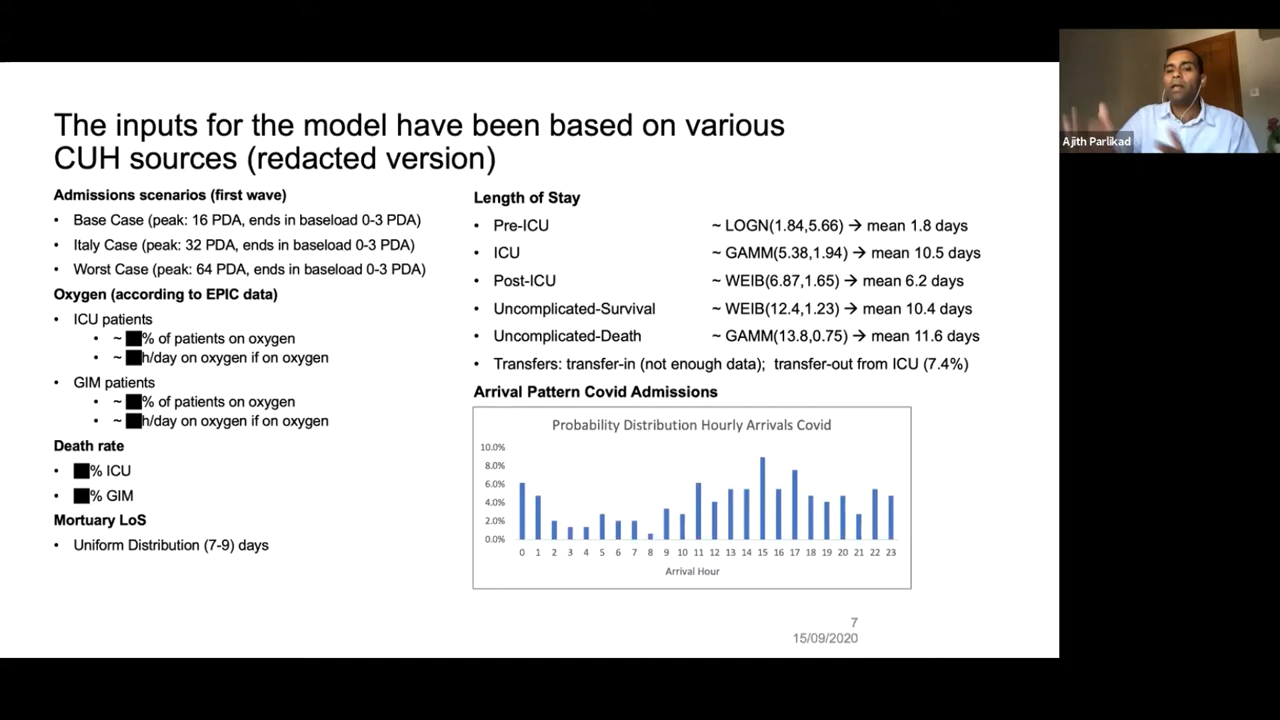 The inputs for the model have been based on various
CUH sources (redacted version)
Admissions scenarios (first wave)
• Base Case (peak: 16 PDA, ends in baseload 0-3 PDA)
• Italy Case (peak: 32 PDA, ends in baseload 0-3 PDA)
• Worst Case (peak: 64 PDA, ends in baseload 0-3 PDA)
Oxygen (according to EPIC data)
• ICU patients
• ~ % of patients on oxygen
• ~ h/day on oxygen if on oxygen
• GIM patients
• ~ % of patients on oxygen
• ~ h/day on oxygen if on oxygen
Death rate
• % ICU
• % GIM
Mortuary LoS
• Uniform Distribution (7-9) days
Length of Stay
• Pre-ICU ~ LOGN(1.84,5.66) → mean 1.8 days
• ICU ~ GAMM(5.38,1.94) → mean 10.5 days
• Post-ICU ~ WEIB(6.87,1.65) → mean 6.2 days
• Uncomplicated-Survival ~ WEIB(12.4,1.23) → mean 10.4 days
• Uncomplicated-Death ~ GAMM(13.8,0.75) → mean 11.6 days
• Transfers: transfer-in (not enough data); transfer-out from ICU (7.4%)
Arrival Pattern Covid Admissions
Probability Distribution Hourly Arrivals Covid
10.0%
8.0%
6.0%
4.0%
2.0%
0.0%
0 1 2 3 4 5 6 7 8 9 10 11 12 13 14 15 16 17 18 19 20 21 22 23
Arrival Hour
7
15/09/2020
Ajith Parlikad